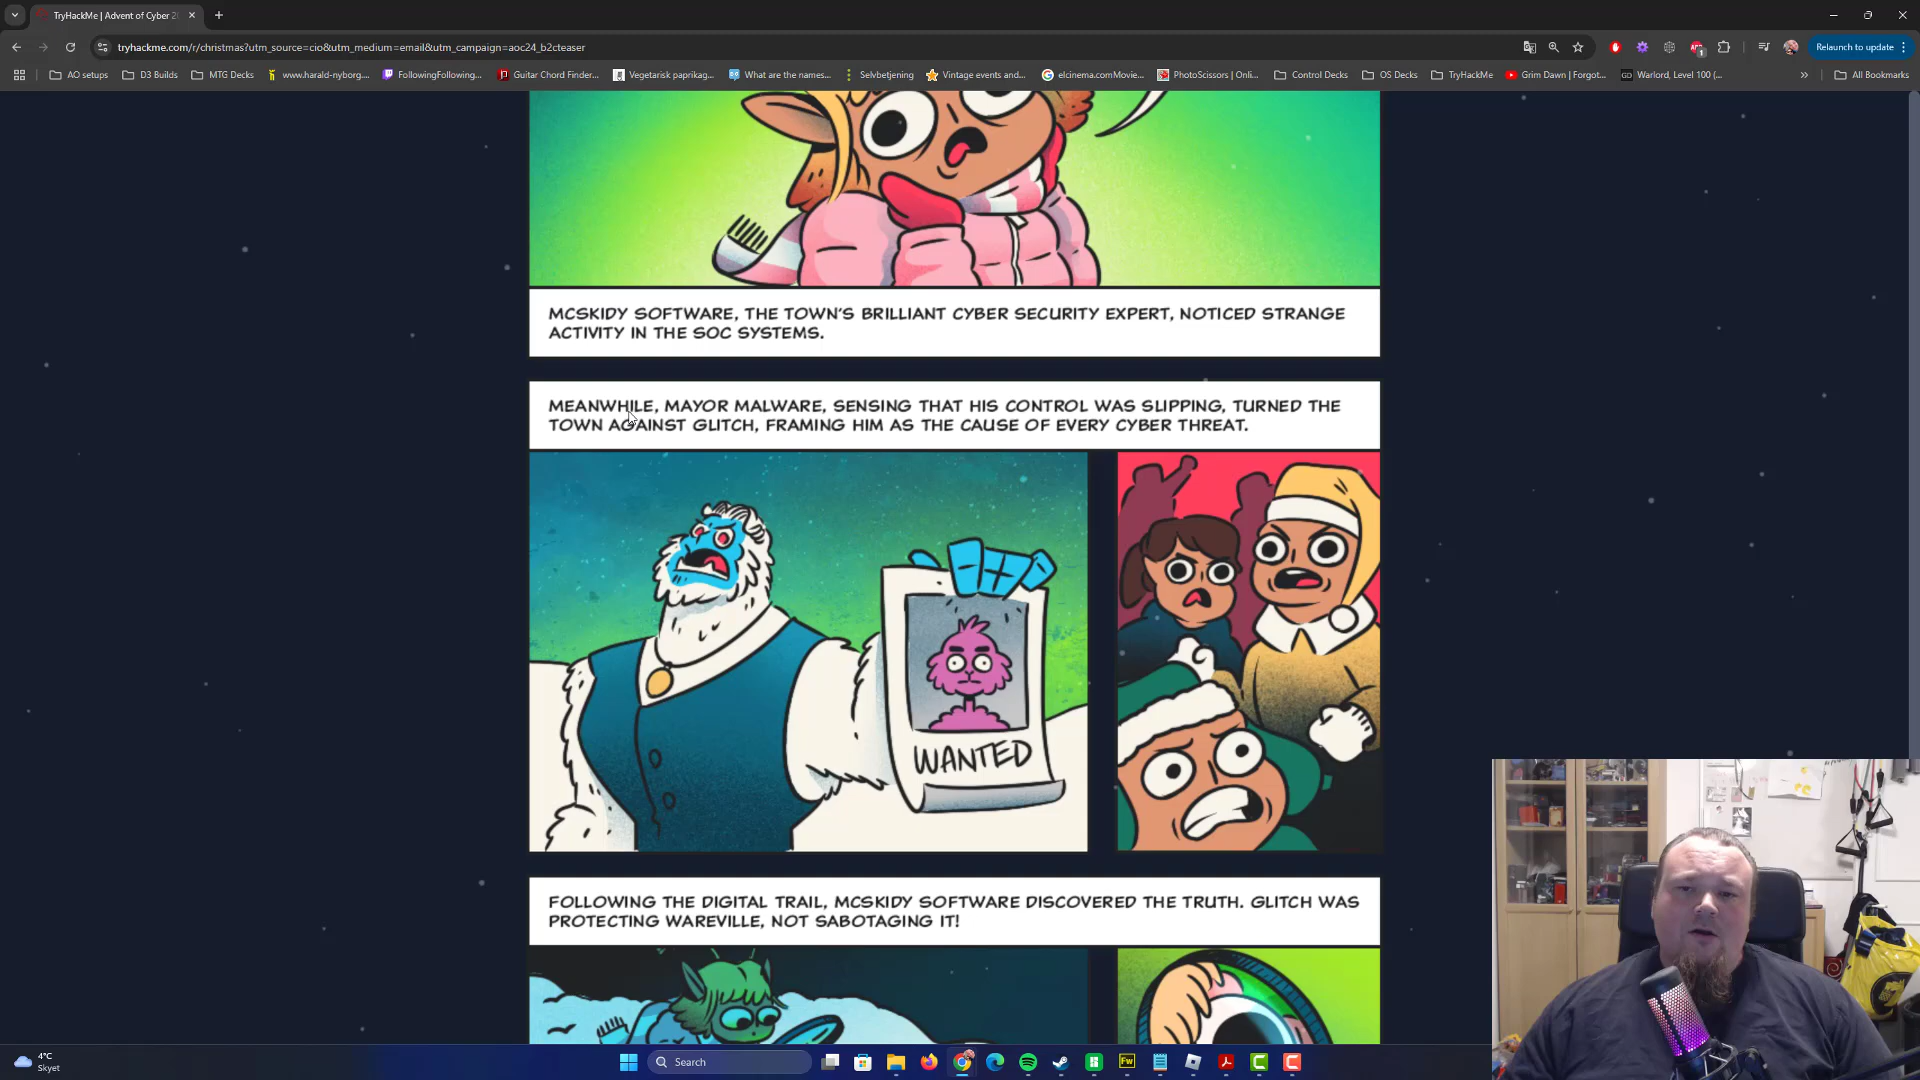 TryHackMe | Advent of Cyber 2
tryhackme.com/r/christmas?utm_source=cio&utm_medium=email&utm_campaign=aoc24_b2cteaser
Relaunch to update
AO setups
D3 Builds
MTG Decks
www.harald-nyborg....
FollowingFollowing...
Guitar Chord Finder...
Vegetarisk paprikag...
What are the names...
Selvbetjening
Vintage events and...
elcinema.comMovie...
PhotoScissors | Onli...
Control Decks
OS Decks
TryHackMe
Grim Dawn | Forgot...
Warlord, Level 100 (...
All Bookmarks
MCSKIDY SOFTWARE, THE TOWN'S BRILLIANT CYBER SECURITY EXPERT, NOTICED STRANGE
ACTIVITY IN THE SOC SYSTEMS.
MEANWHILE, MAYOR MALWARE, SENSING THAT HIS CONTROL WAS SLIPPING, TURNED THE
TOWN AGAINST GLITCH, FRAMING HIM AS THE CAUSE OF EVERY CYBER THREAT.
WANTED
FOLLOWING THE DIGITAL TRAIL, MCSKIDY SOFTWARE DISCOVERED THE TRUTH. GLITCH WAS
PROTECTING WAREVILLE, NOT SABOTAGING IT!
4°C
Skyet
Search